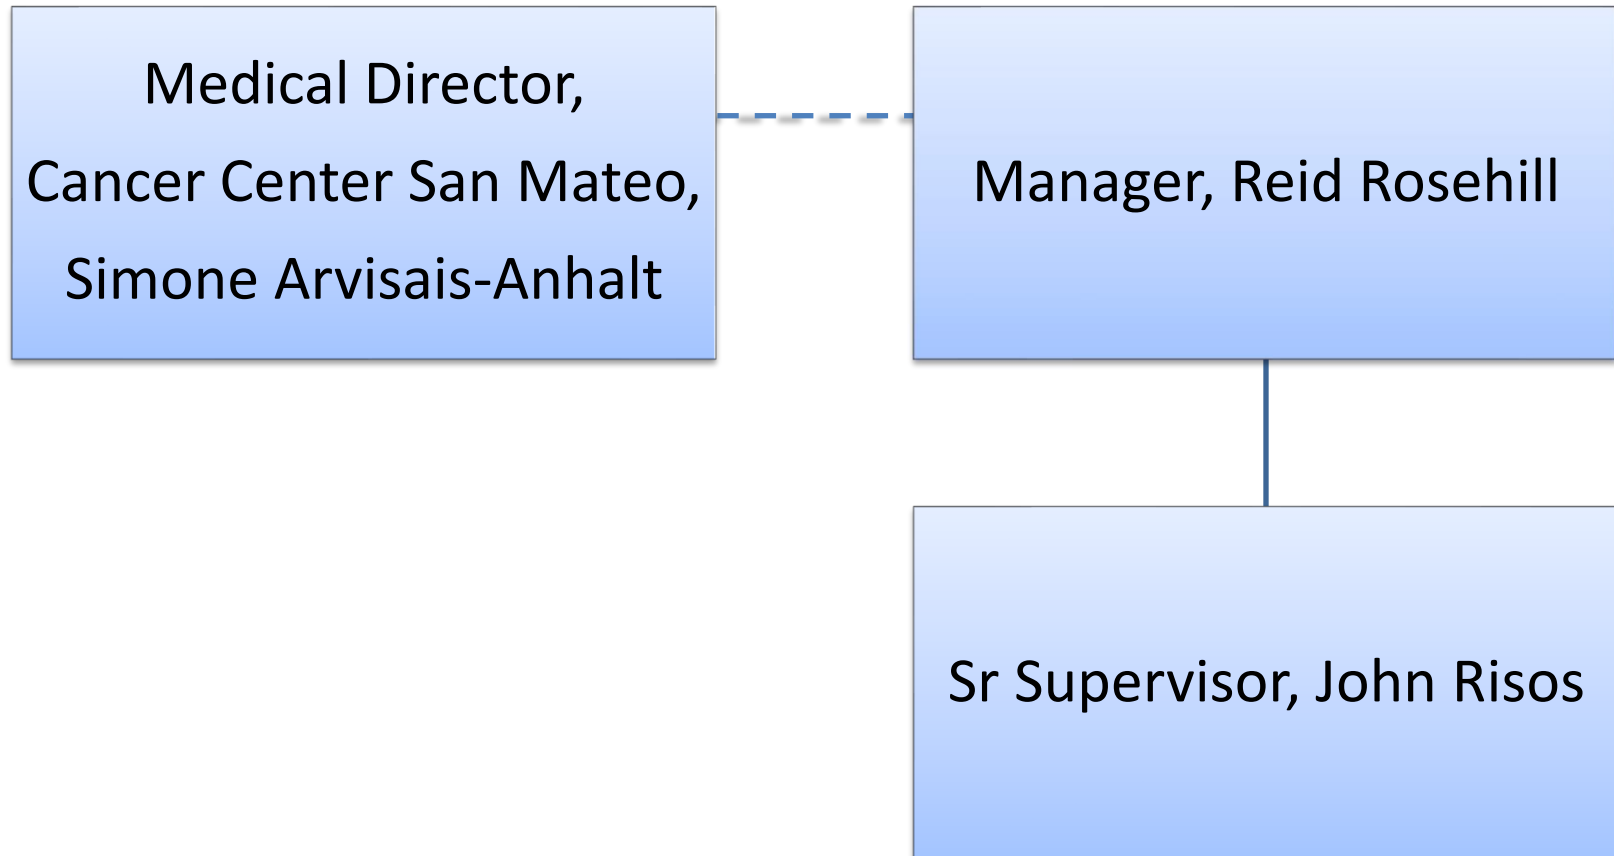 Medical Director,
Cancer Center San Mateo,
Simone Arvisais-Anhalt
Manager, Reid Rosehill
Sr Supervisor, John Risos